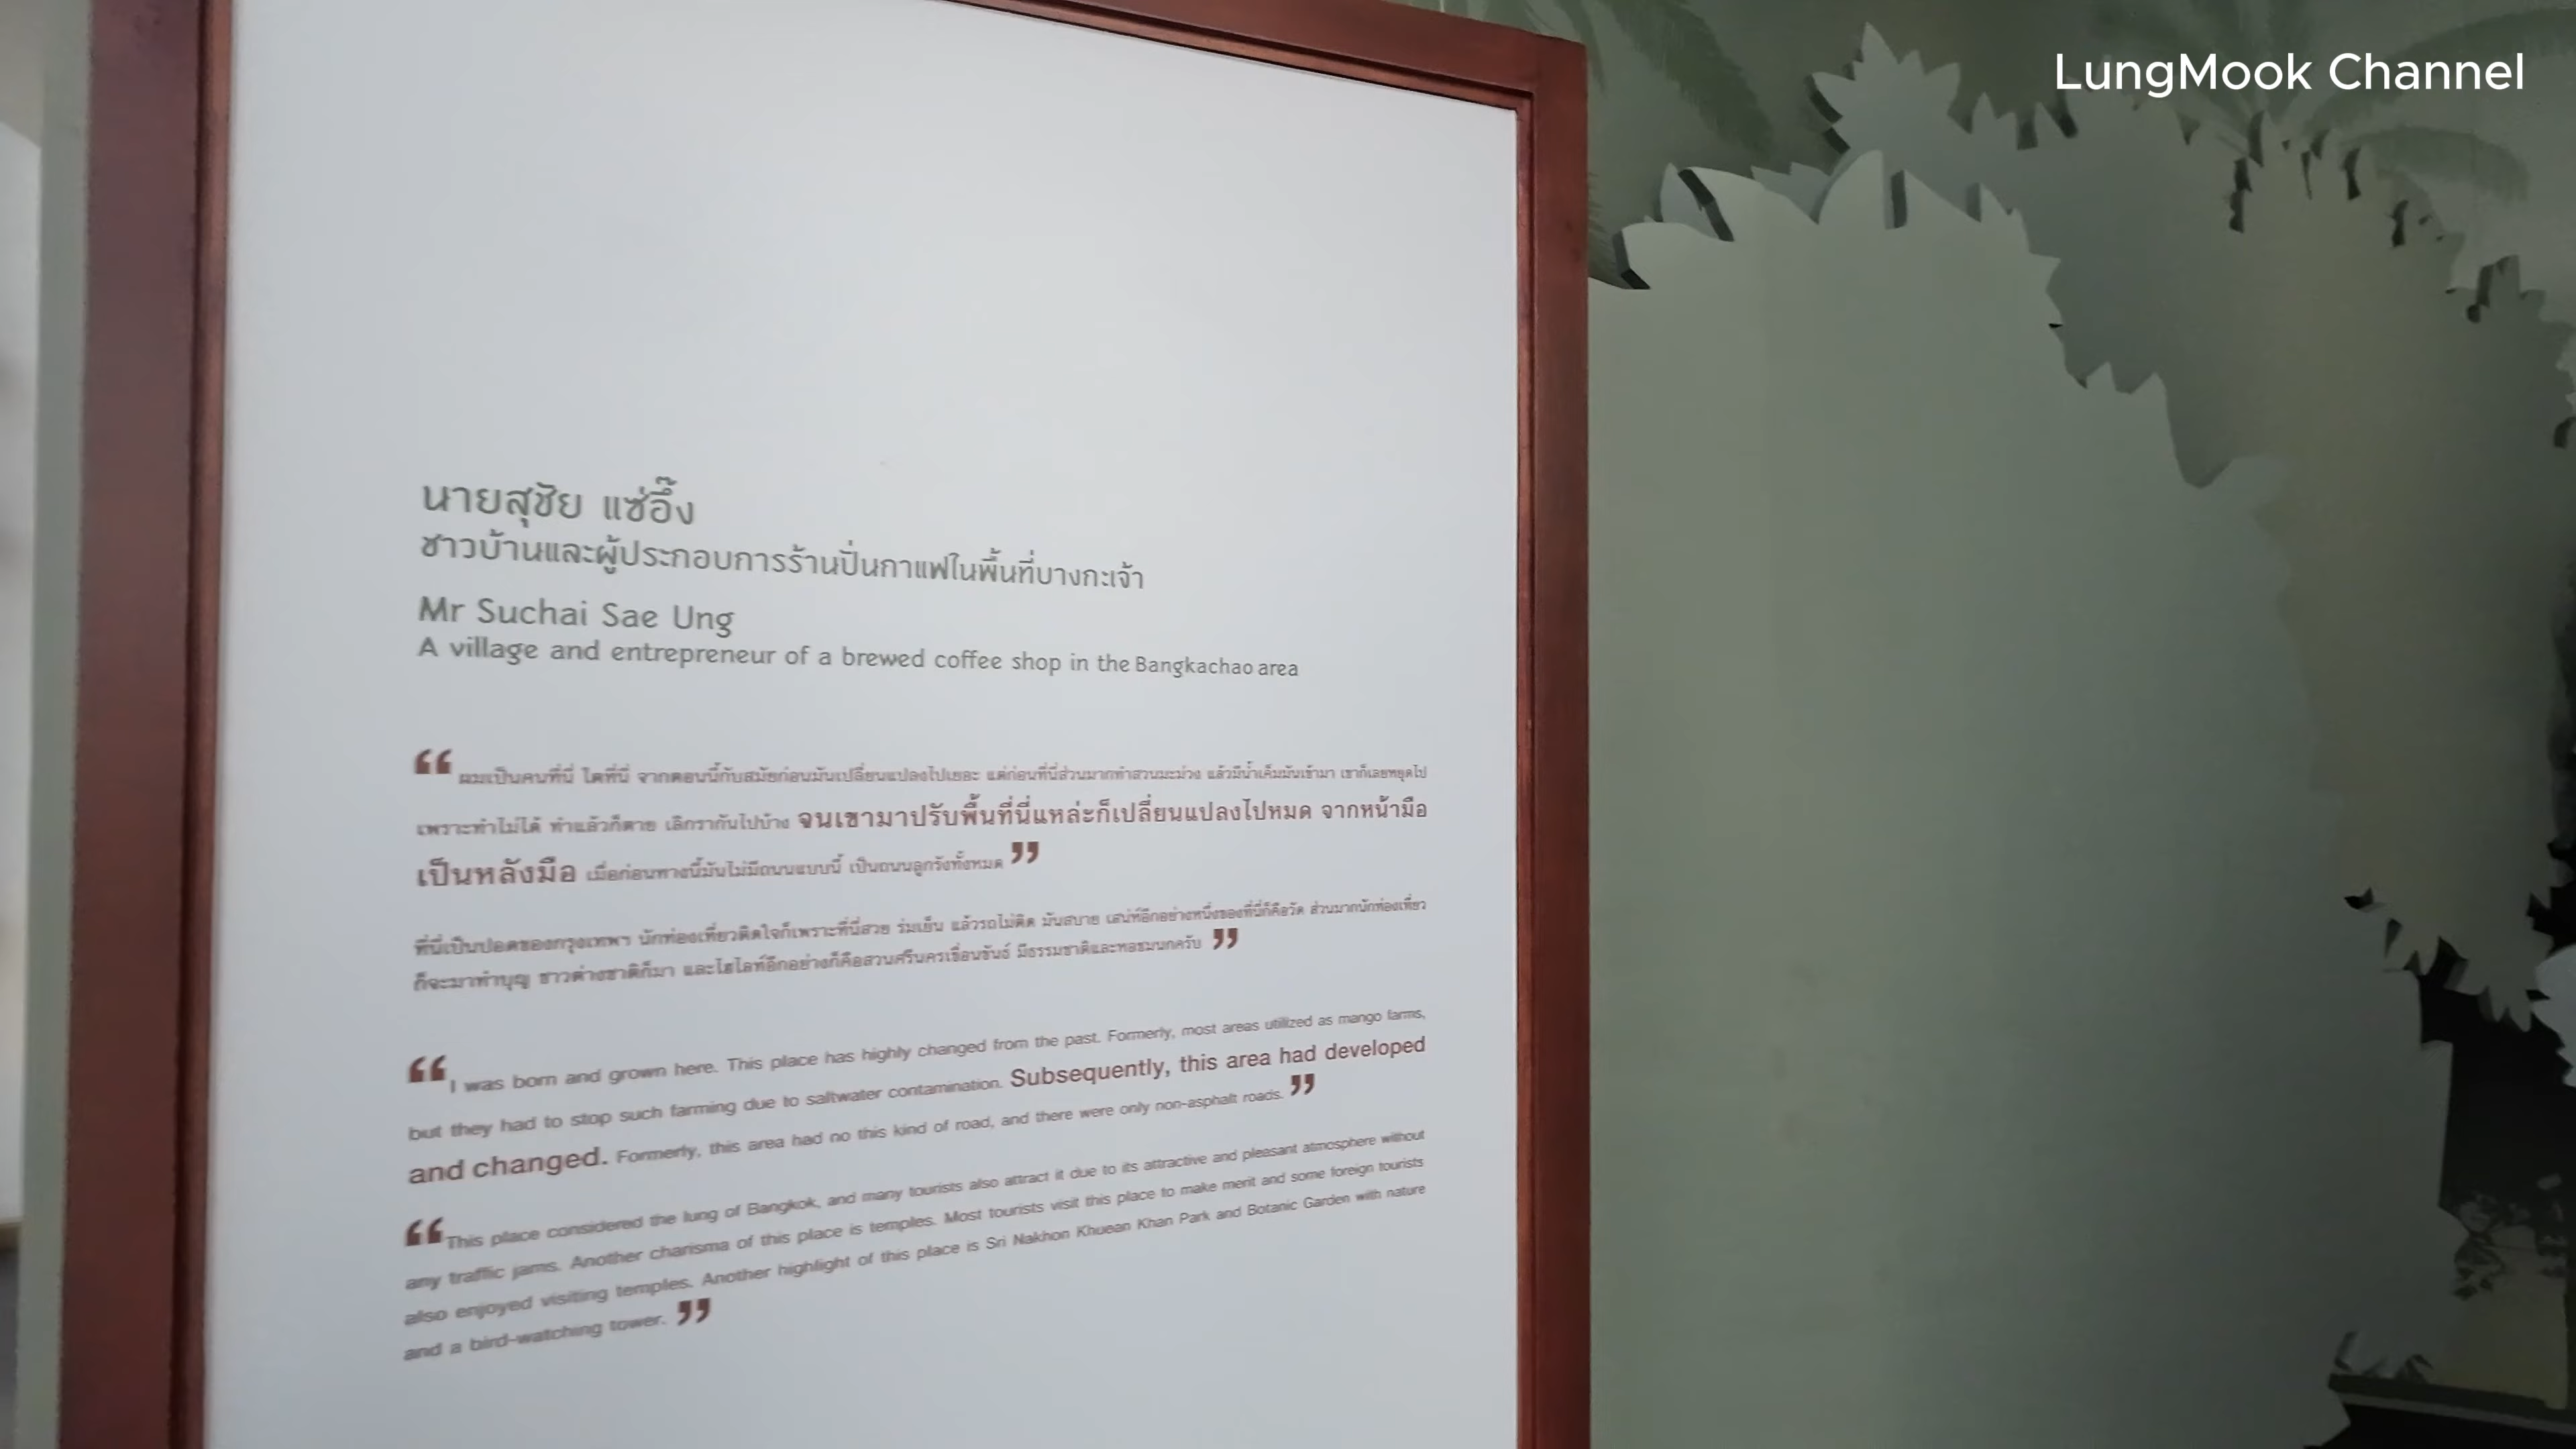 LungMook Channel
นายสุชัย แซ่อึ๊ง
ชาวบ้านและผู้ประกอบการร้านปั่นกาแฟในพื้นที่บางกะเจ้า
Mr Suchai Sae Ung
A village and entrepreneur of a brewed coffee shop in the Bangkachao area
“ผมเป็นคนที่นี่ โตที่นี่ จากตอนนี้กับสมัยก่อนมันเปลี่ยนแปลงไปเยอะ แต่ก่อนที่นี่ส่วนมากทำสวนมะม่วง แล้วมีน้ำเค็มมันเข้ามา เขาก็เลยหยุดไป
เพราะทำไม่ได้ ทำแล้วก็ตาย เลิกรากันไปบ้าง จนเขามาปรับพื้นที่นี่แหล่ะก็เปลี่ยนแปลงไปหมด จากหน้ามือ
เป็นหลังมือ เมื่อก่อนทางนี้มันไม่มีถนนแบบนี้ เป็นถนนลูกรังทั้งหมด”
ที่นี่เป็นปอดของกรุงเทพฯ นักท่องเที่ยวติดใจก็เพราะที่นี่สวย ร่มเย็น แล้วรถไม่ติด มันสบาย เสน่ห์อีกอย่างหนึ่งของที่นี่ก็คือวัด ส่วนมากนักท่องเที่ยว
ก็จะมาทำบุญ ชาวต่างชาติก็มา และไฮไลท์อีกอย่างก็คือสวนศรีนครเขื่อนขันธ์ มีธรรมชาติและหอชมนกครับ”
“I was born and grown here. This place has highly changed from the past. Formerly, most areas utilized as mango farms,
but they had to stop such farming due to saltwater contamination. Subsequently, this area had developed
and changed. Formerly, this area had no this kind of road, and there were only non-asphalt roads.”
“This place considered the lung of Bangkok, and many tourists also attract it due to its attractive and pleasant atmosphere without
any traffic jams. Another charisma of this place is temples. Most tourists visit this place to make merit and some foreign tourists
also enjoyed visiting temples. Another highlight of this place is Sri Nakhon Khuean Khan Park and Botanic Garden with nature
and a bird-watching tower.”